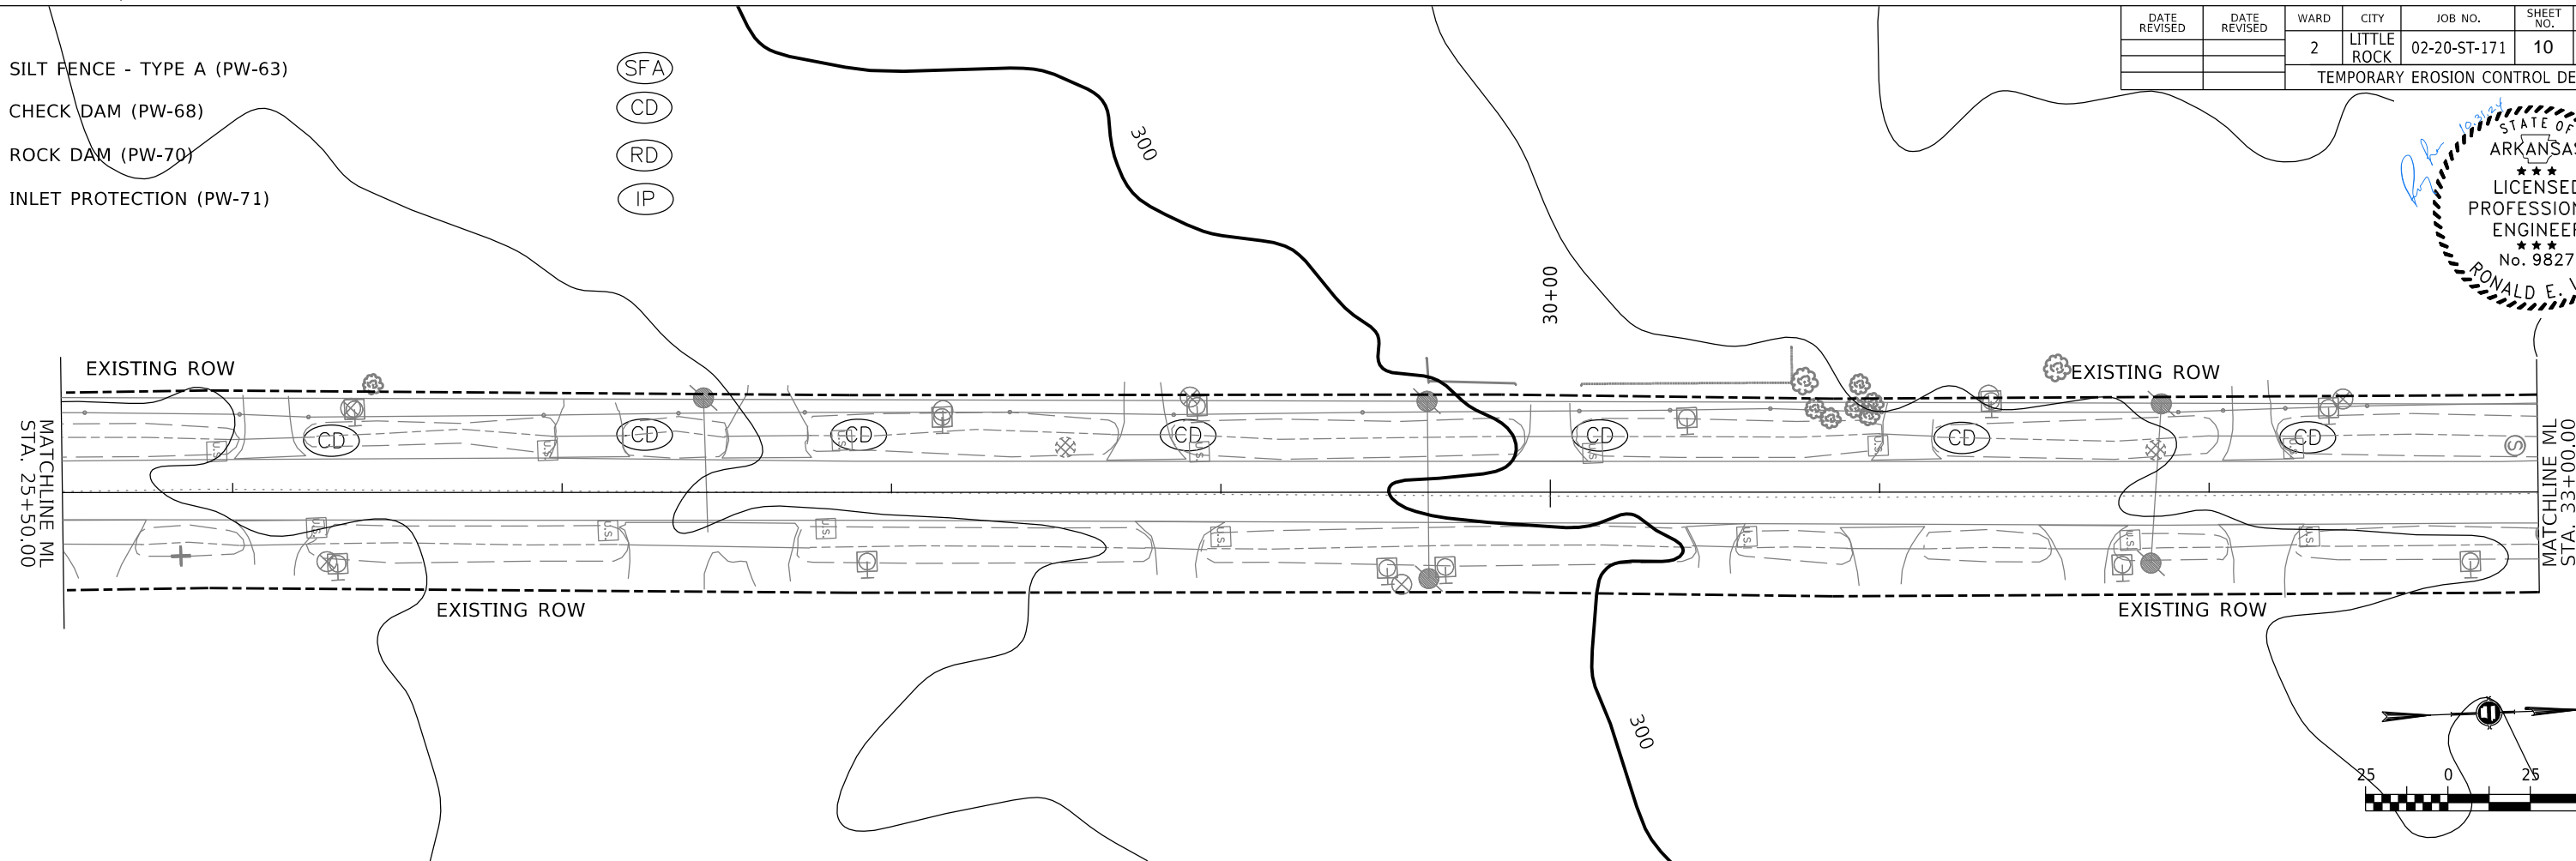 DATE REVISED
DATE REVISED
WARD
CITY
JOB NO.
SHEET NO.
2
LITTLE ROCK
02-20-ST-171
10
TEMPORARY EROSION CONTROL DE
SILT FENCE - TYPE A (PW-63)
SFA
CHECK DAM (PW-68)
CD
ROCK DAM (PW-70)
RD
INLET PROTECTION (PW-71)
IP
10.31.24
STATE OF
ARKANSAS
★ ★ ★
LICENSED
PROFESSION
ENGINEER
★ ★ ★
No. 9827
RONALD E.
300
30+00
EXISTING ROW
EXISTING ROW
MATCHLINE ML
STA. 25+50.00
CD
CD
CD
CD
CD
CD
CD
U.S.
U.S.
U.S.
U.S.
U.S.
U.S.
U.S.
S
U.S.
U.S.
U.S.
U.S.
U.S.
U.S.
U.S.
MATCHLINE ML
STA. 33+00.00
EXISTING ROW
EXISTING ROW
300
25
0
25